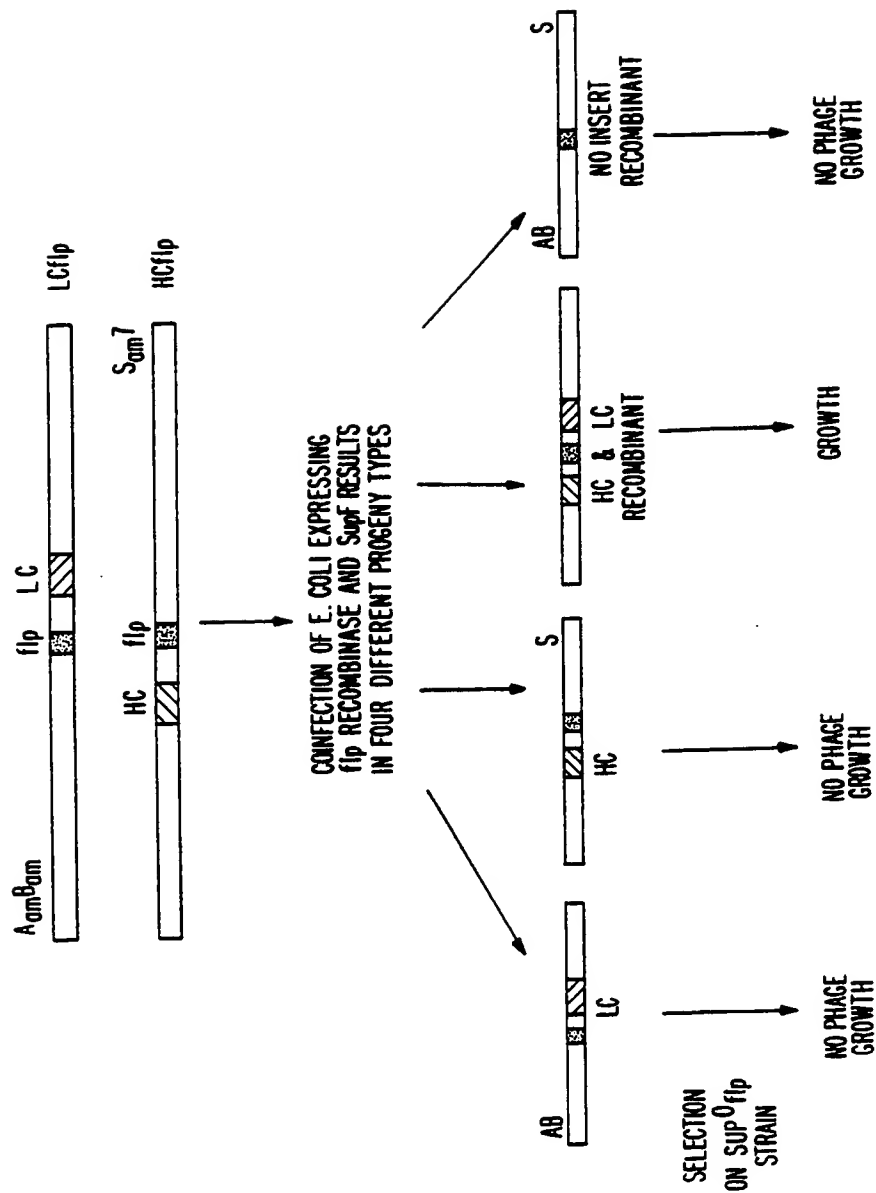 AamBam
flp
LC
LCflp
HC
flp
Sam7
HCflp
COINFECTION OF E. COLI EXPRESSING
flp RECOMBINASE AND SupF RESULTS
IN FOUR DIFFERENT PROGENY TYPES
AB
LC
HC
S
HC & LC
RECOMBINANT
AB
S
NO INSERT
RECOMBINANT
SELECTION
ON SUP⁰flp
STRAIN
NO PHAGE
GROWTH
NO PHAGE
GROWTH
GROWTH
NO PHAGE
GROWTH